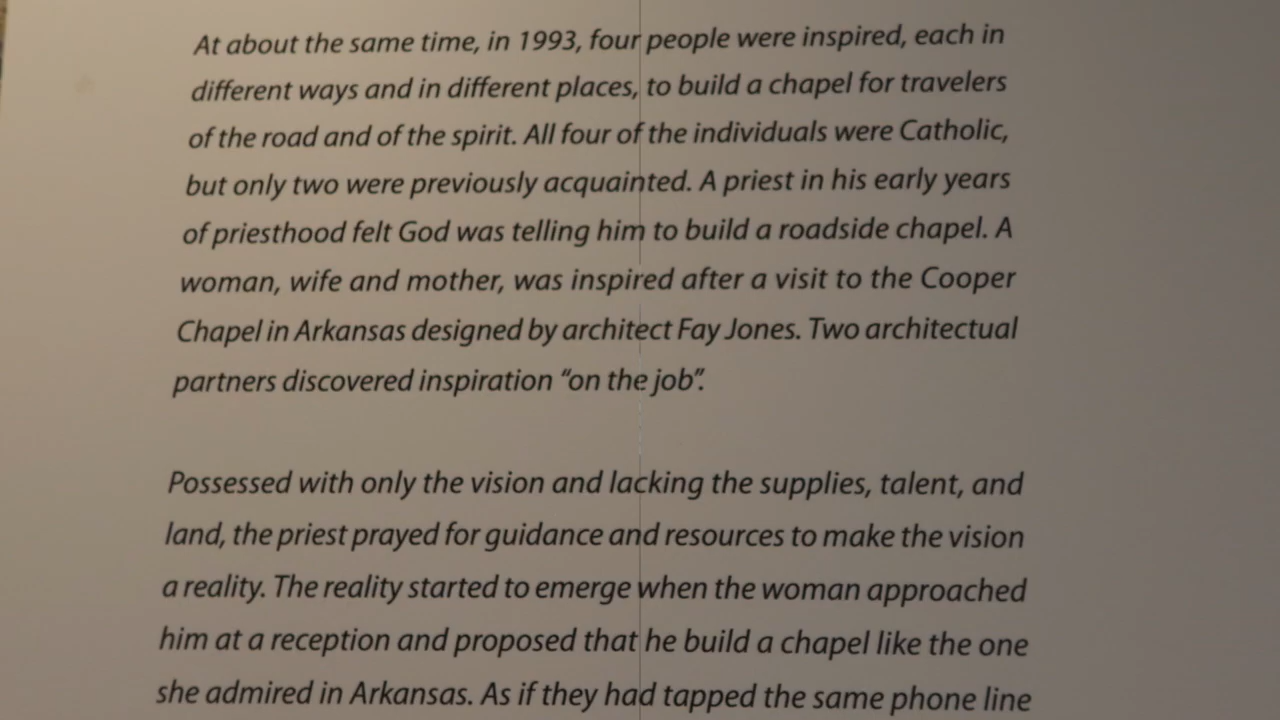 At about the same time, in 1993, four people were inspired, each in
different ways and in different places, to build a chapel for travelers
of the road and of the spirit. All four of the individuals were Catholic,
but only two were previously acquainted. A priest in his early years
of priesthood felt God was telling him to build a roadside chapel. A
woman, wife and mother, was inspired after a visit to the Cooper
Chapel in Arkansas designed by architect Fay Jones. Two architectual
partners discovered inspiration “on the job”.
Possessed with only the vision and lacking the supplies, talent, and
land, the priest prayed for guidance and resources to make the vision
a reality. The reality started to emerge when the woman approached
him at a reception and proposed that he build a chapel like the one
she admired in Arkansas. As if they had tapped the same phone line